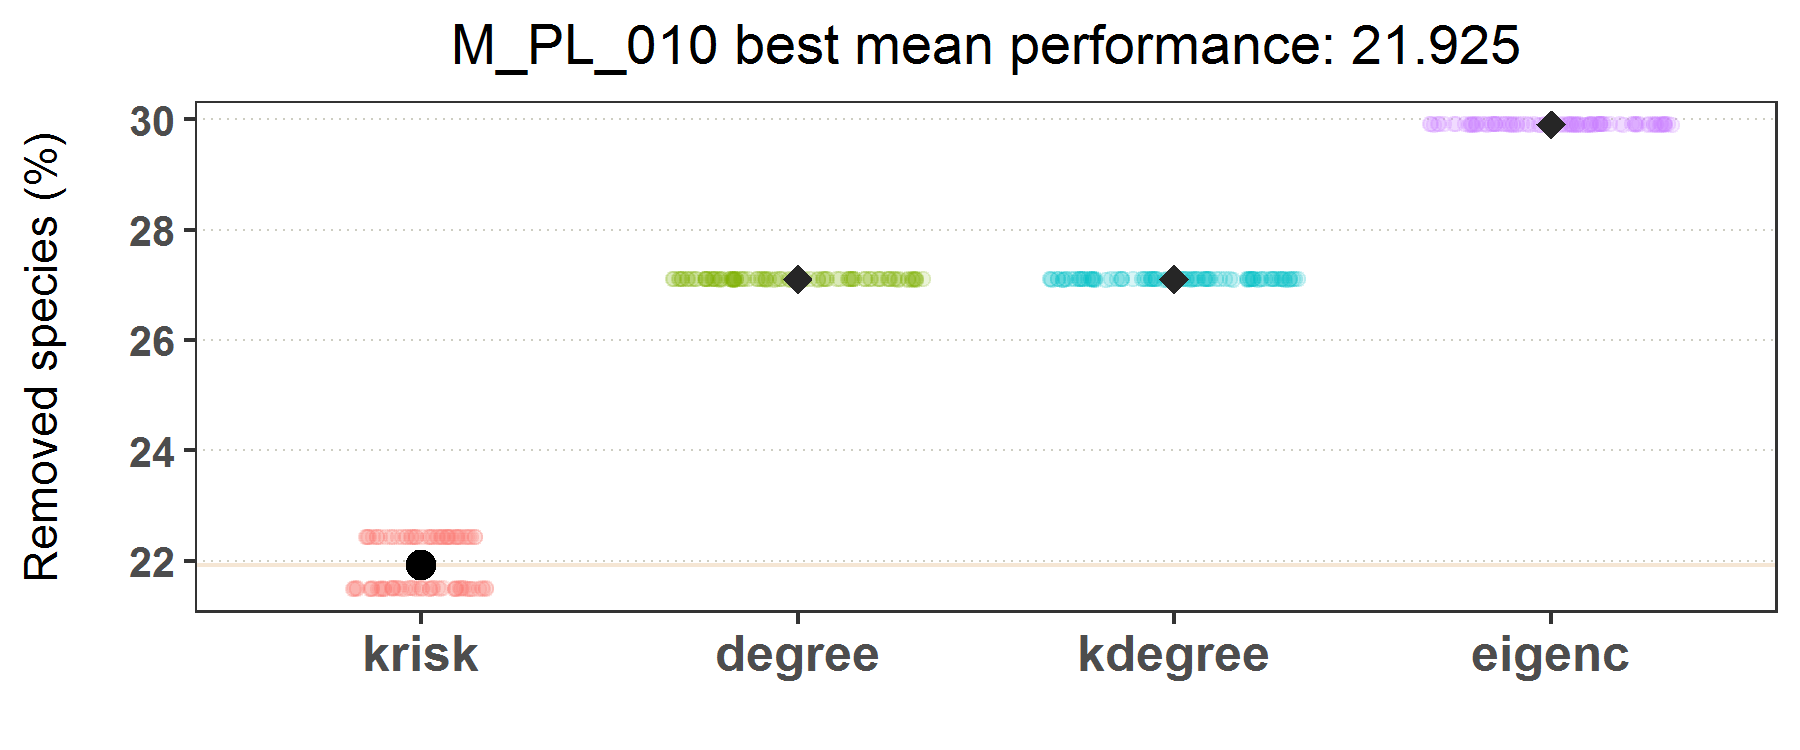 M_PL_010 best mean performance: 21.925
Removed species (%)
30
28
26
24
22
krisk degree kdegree eigenc